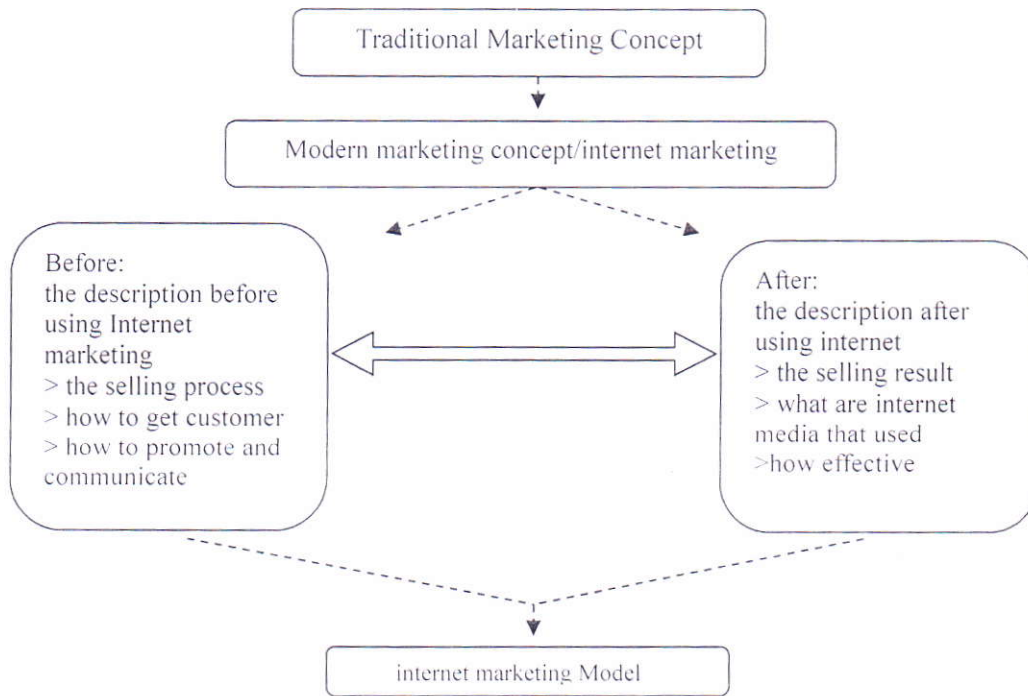 Traditional Marketing Concept
Modern marketing concept/internet marketing
Before:
the description before
using Internet
marketing
> the selling process
> how to get customer
> how to promote and
communicate
After:
the description after
using internet
> the selling result
> what are internet
media that used
>how effective
internet marketing Model